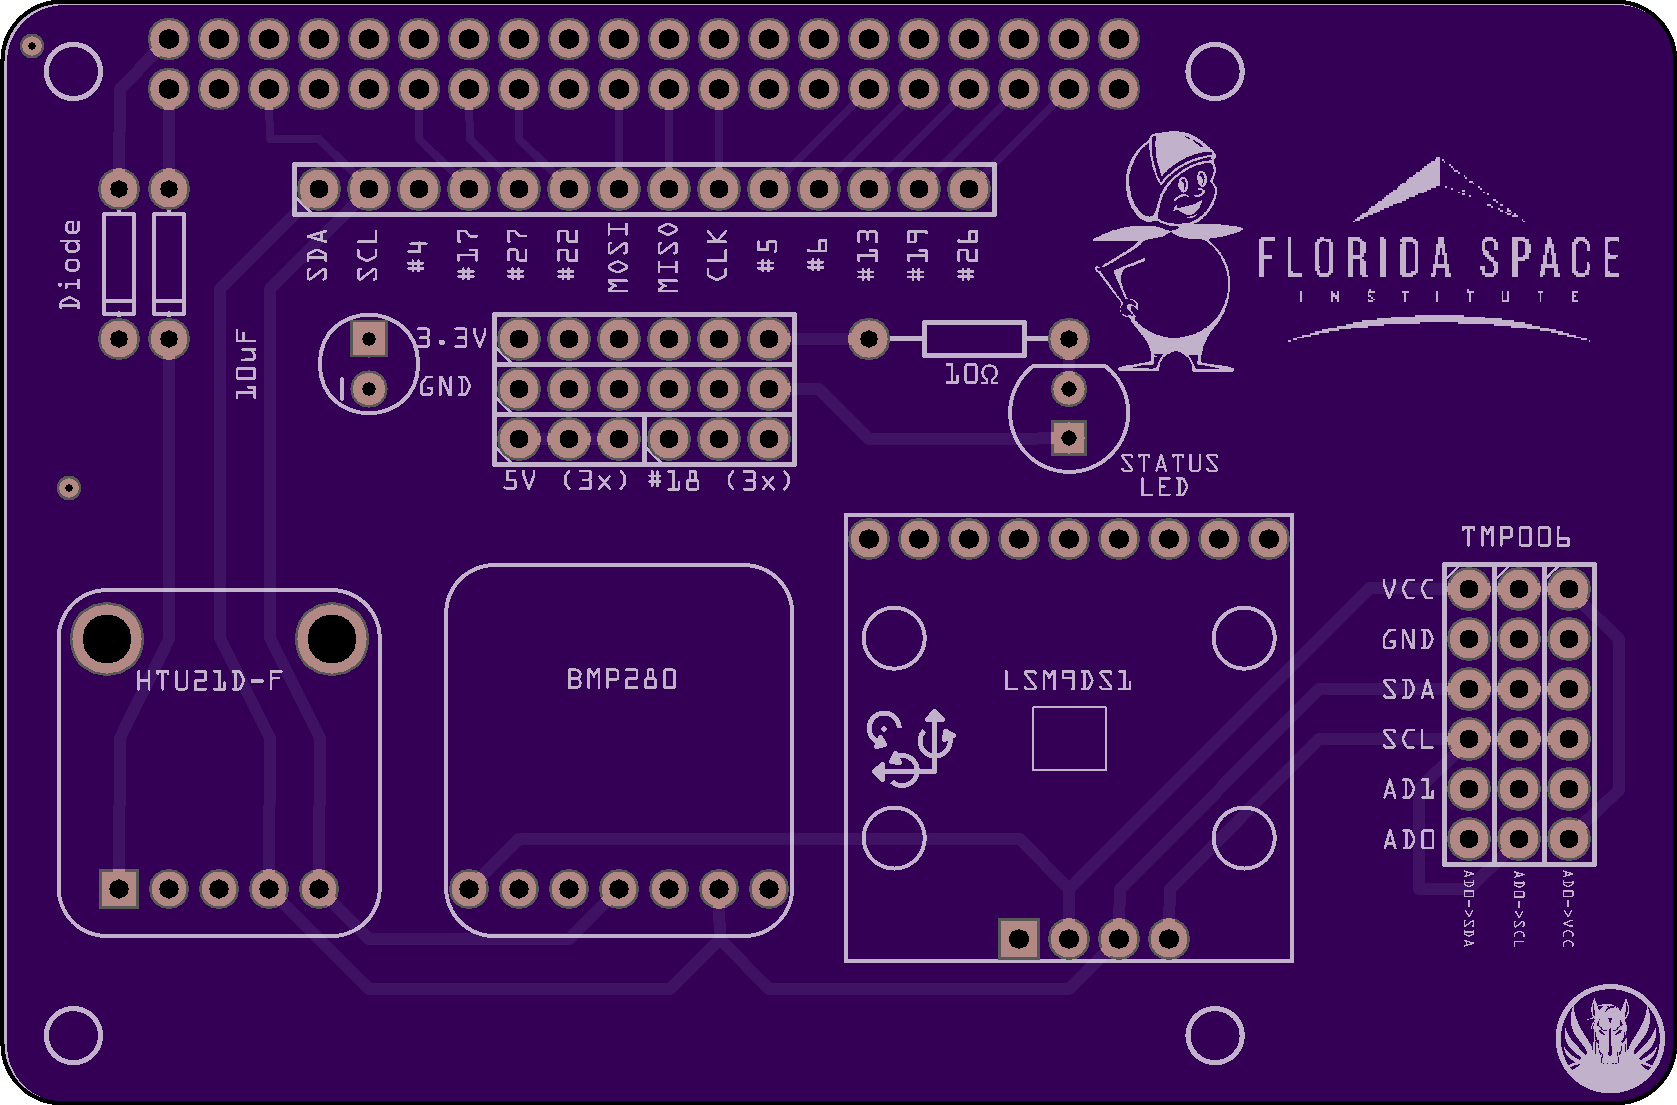 SDA
SCL
#4
#17
#27
#22
MOSI
MISO
CLK
#5
#6
#13
#19
#26
Diode
FLORIDA SPACE
INSTITUTE
10uF
3.3V
GND
10Ω
STATUS
LED
5V (3x) #18 (3x)
TMP006
VCC
GND
SDA
SCL
AD1
AD0
HTU21D-F
BMP280
LSM9DS1
AD0->SDA
AD0->SCL
AD0->VCC